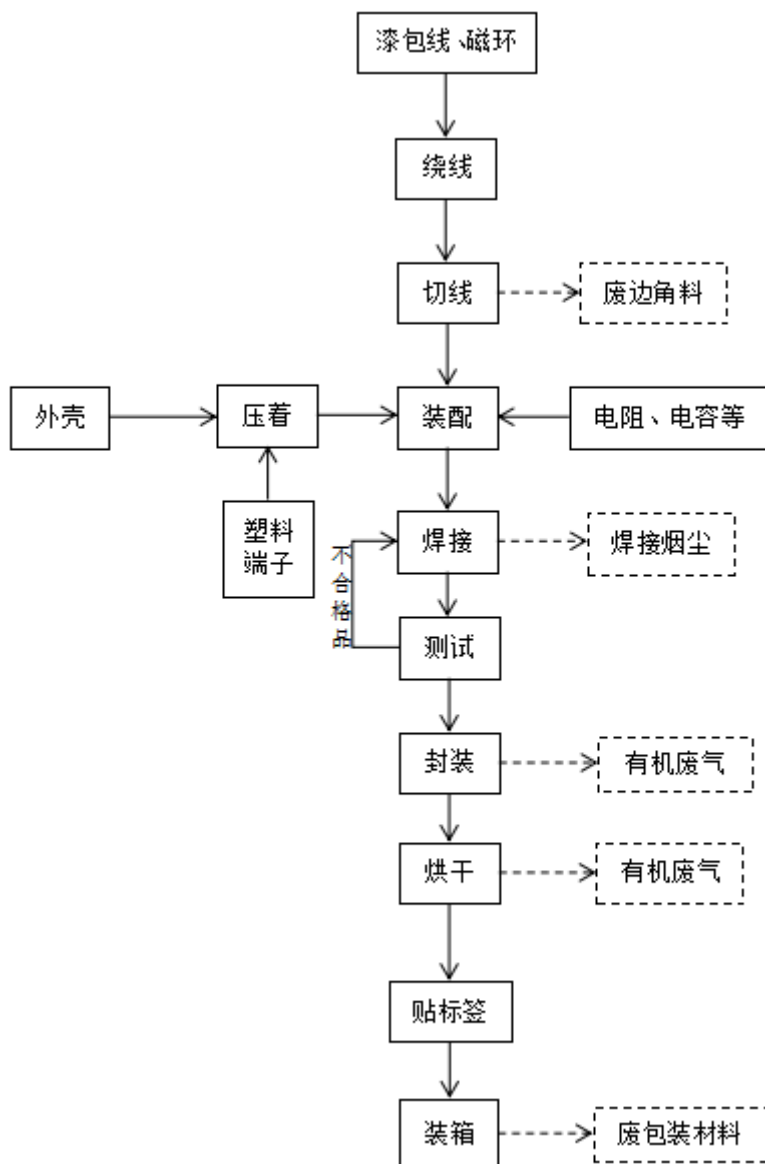 漆包线、磁环
绕线
切线
废边角料
外壳
压着
装配
电阻、电容等
塑料
端子
不合格品
焊接
焊接烟尘
测试
封装
有机废气
烘干
有机废气
贴标签
装箱
废包装材料